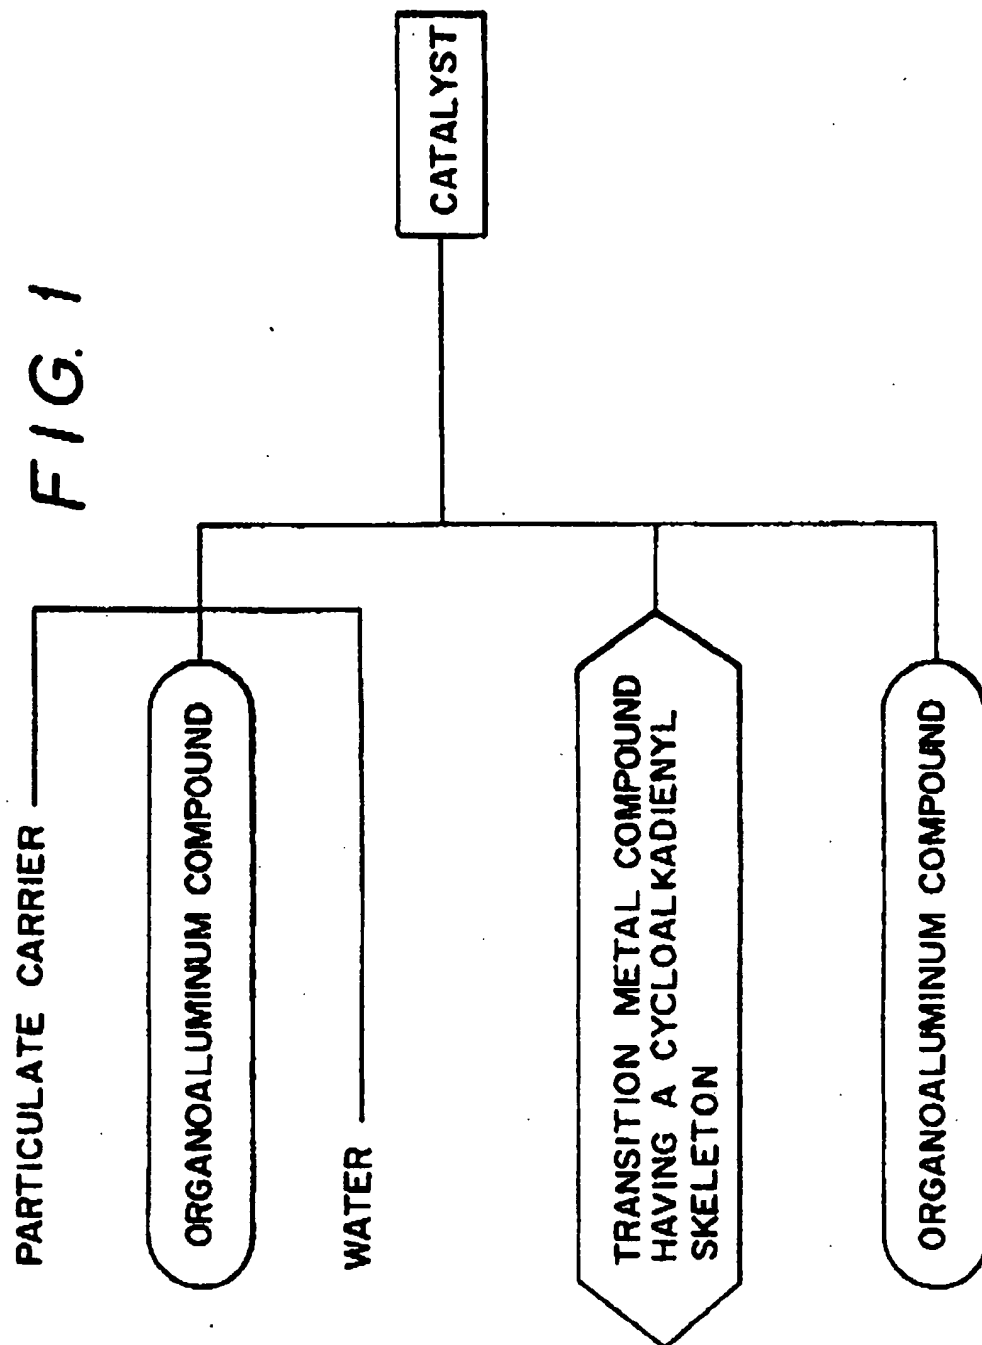 FIG. 1
PARTICULATE CARRIER
ORGANOALUMINUM COMPOUND
WATER
TRANSITION METAL COMPOUND
HAVING A CYCLOALKADIENYL
SKELETON
ORGANOALUMINUM COMPOUND
CATALYST